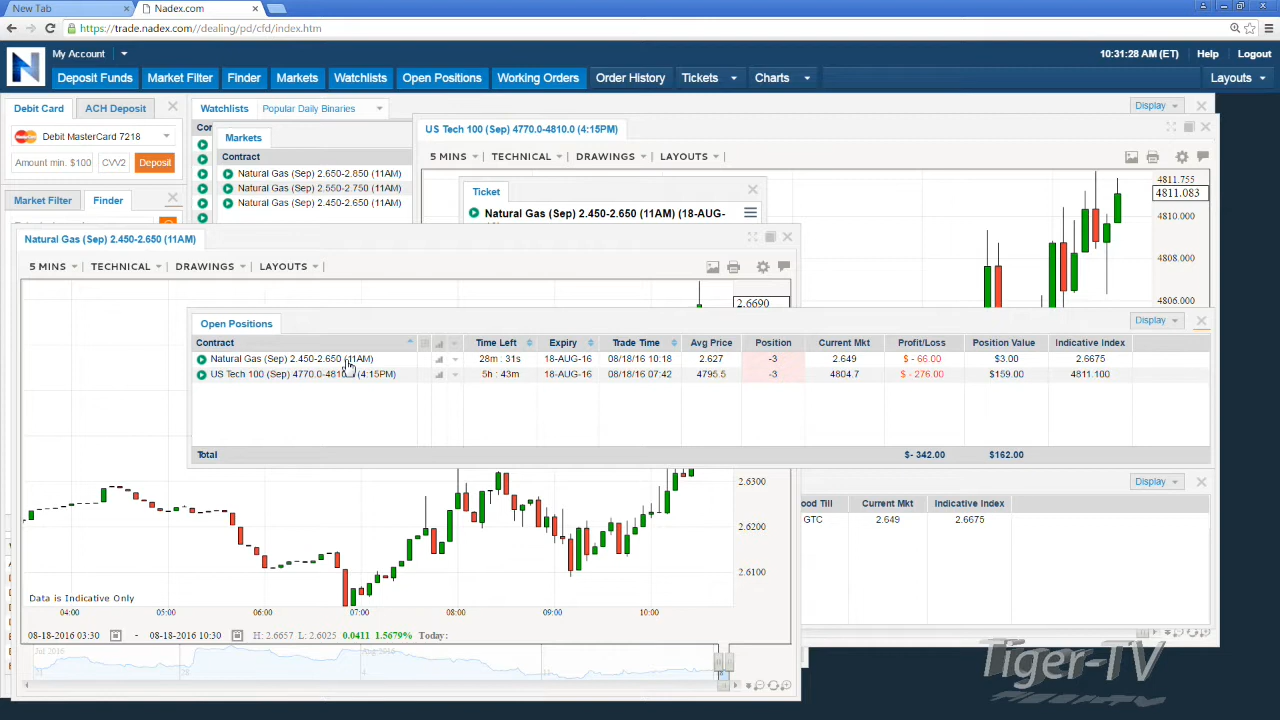 New Tab
Nadex.com
https://trade.nadex.com//dealing/pd/cfd/index.htm
N
My Account
10:31:28 AM (ET)
Help
Logout
Deposit Funds
Market Filter
Finder
Markets
Watchlists
Open Positions
Working Orders
Order History
Tickets
Charts
Layouts
Debit Card
ACH Deposit
Debit MasterCard 7218
Amount min. $100
CVV2
Deposit
Market Filter
Finder
Watchlists
Popular Daily Binaries
Display
Markets
Contract
Natural Gas (Sep) 2.650-2.850 (11AM)
Natural Gas (Sep) 2.550-2.750 (11AM)
Natural Gas (Sep) 2.450-2.650 (11AM)
US Tech 100 (Sep) 4770.0-4810.0 (4:15PM)
5 MINS
TECHNICAL
DRAWINGS
LAYOUTS
4811.755
4811.083
4810.000
4808.000
4806.000
Ticket
Natural Gas (Sep) 2.450-2.650 (11AM) (18-AUG-
Natural Gas (Sep) 2.450-2.650 (11AM)
5 MINS
TECHNICAL
DRAWINGS
LAYOUTS
2.6690
Open Positions
Display
Contract Time Left Expiry Trade Time Avg Price Position Current Mkt Profit/Loss Position Value Indicative Index
Natural Gas (Sep) 2.450-2.650 (11AM) 28m : 31s 18-AUG-16 08/18/16 10:18 2.627 -3 2.649 $ - 66.00 $3.00 2.6675
US Tech 100 (Sep) 4770.0-4810. (4:15PM) 5h : 43m 18-AUG-16 08/18/16 07:42 4795.5 -3 4804.7 $ - 276.00 $159.00 4811.100
Total $- 342.00 $162.00
2.6300
2.6200
2.6100
Data is Indicative Only
04:00 05:00 06:00 07:00 08:00 09:00 10:00
08-18-2016 03:30 - 08-18-2016 10:30 H: 2.6657 L: 2.6025 0.0411 1.5679% Today:
Jul 2016
Aug 2016
Display
ood Till Current Mkt Indicative Index
GTC 2.649 2.6675
Tiger-TV